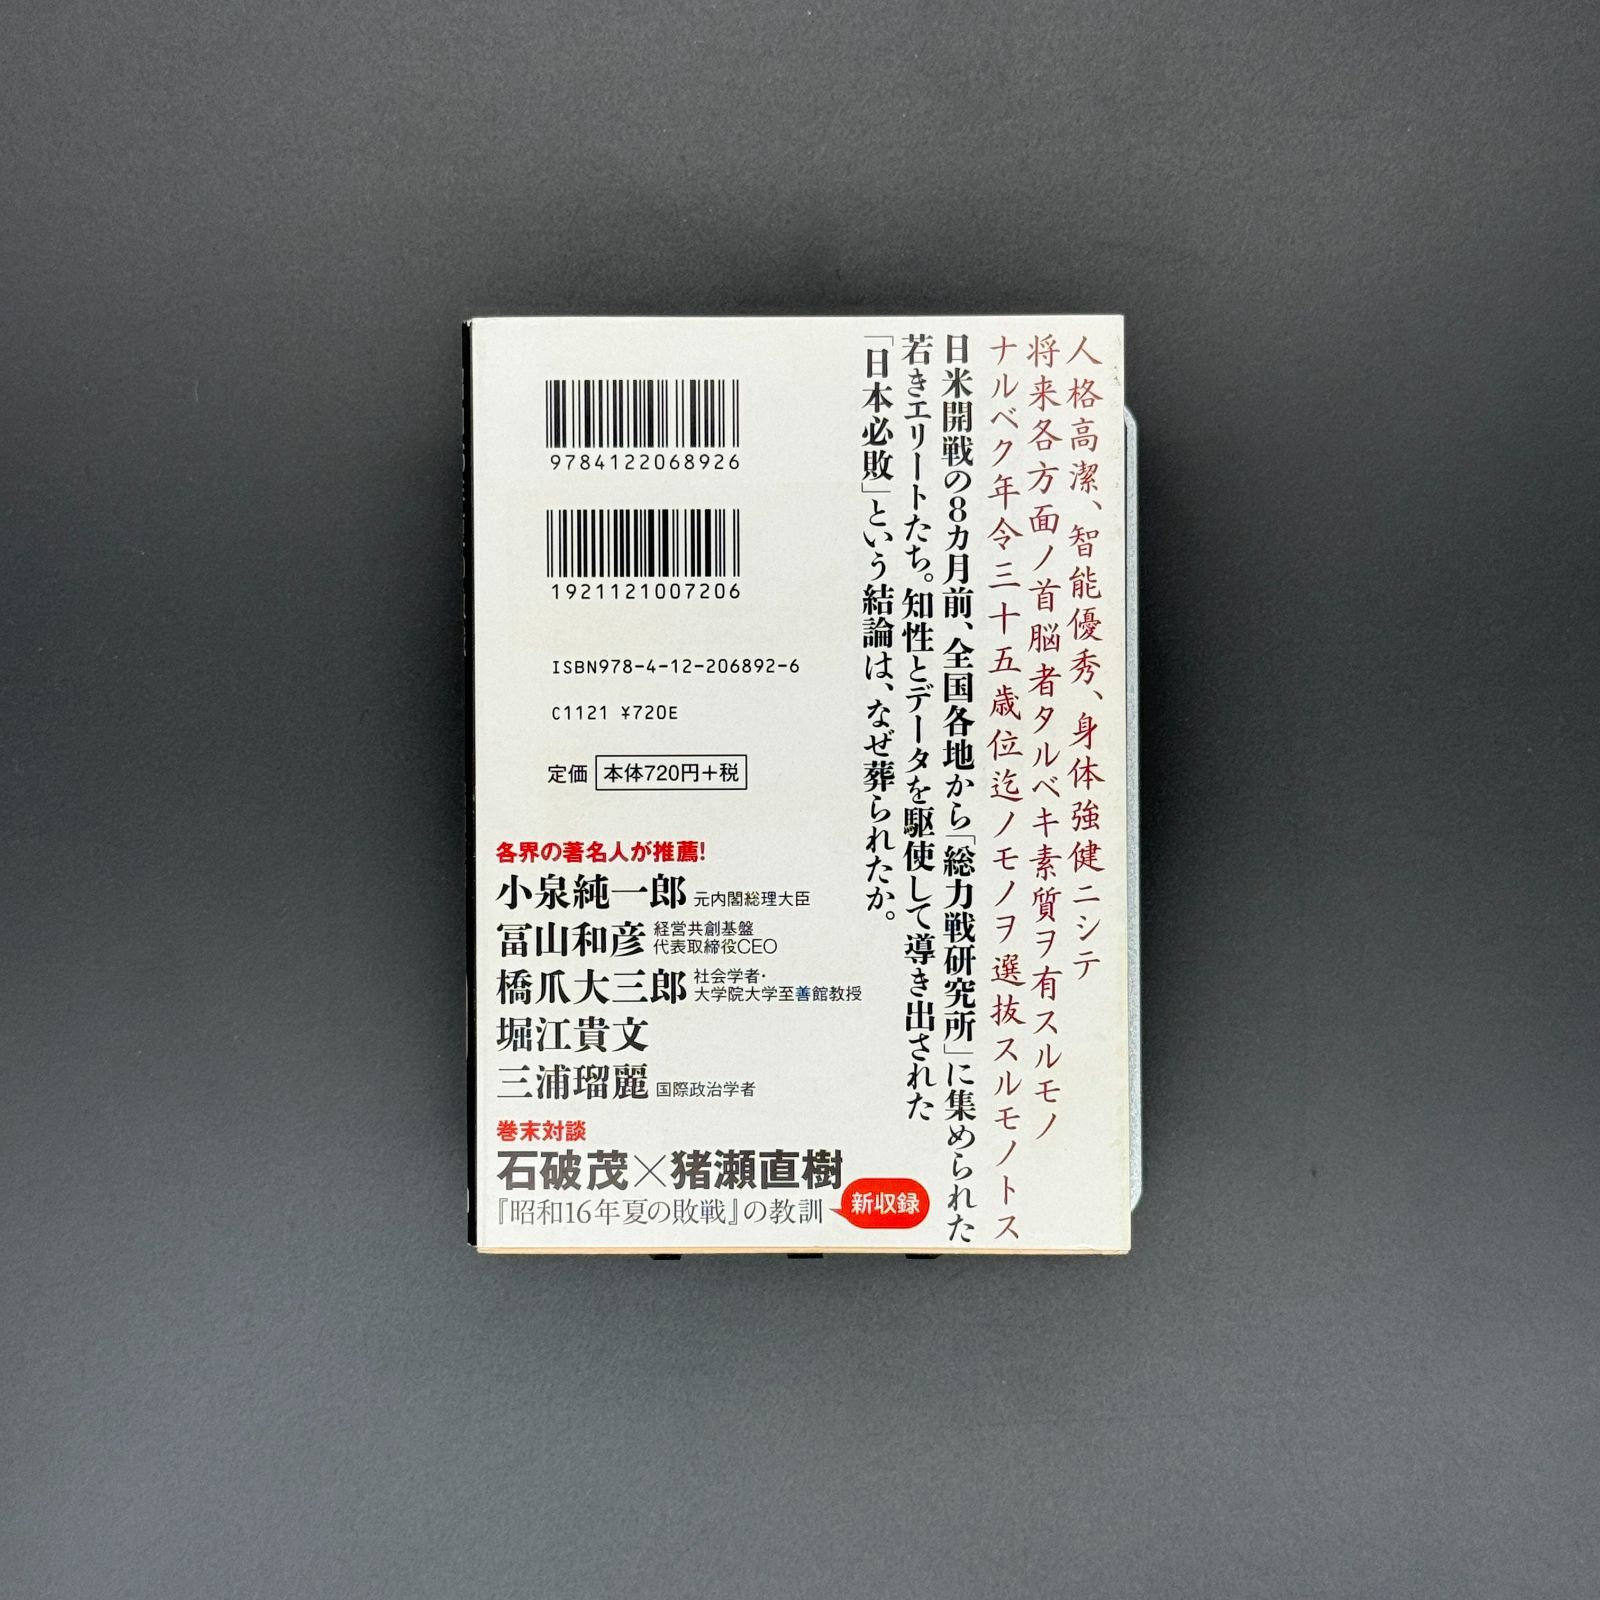 人格高潔、智能優秀、身体強健ニシテ
将来各方面ノ首脳者タルベキ素質ヲ有スルモノ
ナルベク年令三十五歳位迄ノモノヲ選抜スルモノトス
日米開戦の8カ月前、全国各地から「総力戦研究所」に集められた
若きエリートたち。知性とデータを駆使して導き出された
「日本必敗」という結論は、なぜ葬られたか。
9784122068926
1921121007206
ISBN978-4-12-206892-6
C1121 ¥720E
定価 本体720円+税
各界の著名人が推薦!
小泉純一郎 元内閣総理大臣
冨山和彦 経営共創基盤
代表取締役CEO
橋爪大三郎 社会学者・
大学院大学至善館教授
堀江貴文
三浦瑠麗 国際政治学者
巻末対談
石破茂×猪瀬直樹
『昭和16年夏の敗戦』の教訓 新収録